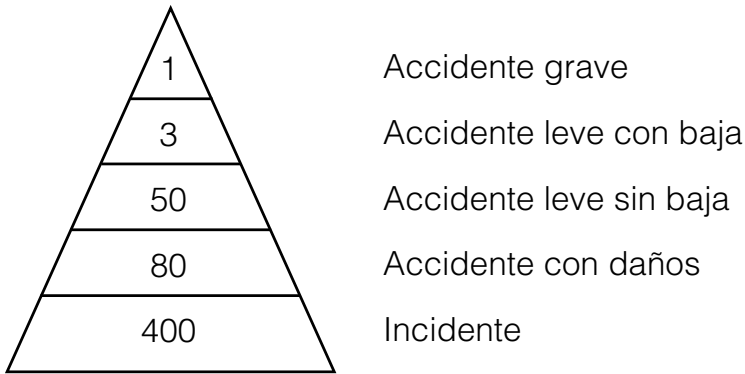 1 Accidente grave
3 Accidente leve con baja
50 Accidente leve sin baja
80 Accidente con daños
400 Incidente